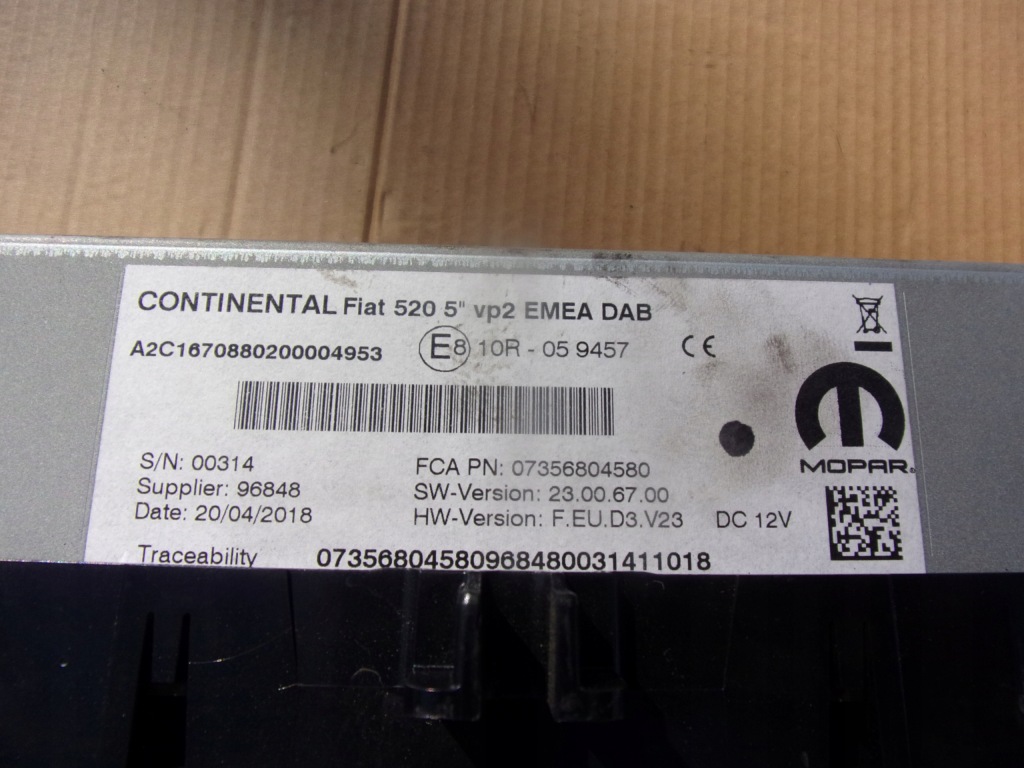 CONTINENTAL Fiat 520 5" vp2 EMEA DAB
A2C1670880200004953 E8 10R - 05 9457 CE
MOPAR®
S/N: 00314 FCA PN: 07356804580
Supplier: 96848 SW-Version: 23.00.67.00
Date: 20/04/2018 HW-Version: F.EU.D3.V23 DC 12V
Traceability 07356804580968480031411018